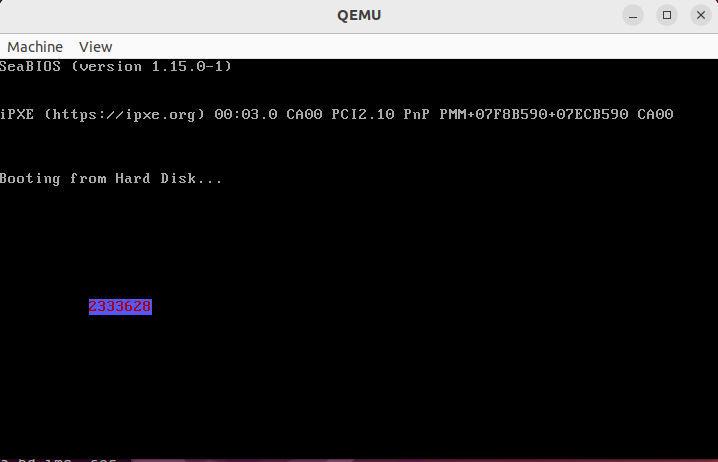 QEMU
Machine View
SeaBIOS (version 1.15.0-1)
iPXE (https://ipxe.org) 00:03.0 CA00 PCI2.10 PnP PMM+07F8B590+07ECB590 CA00
Booting from Hard Disk...
2333628